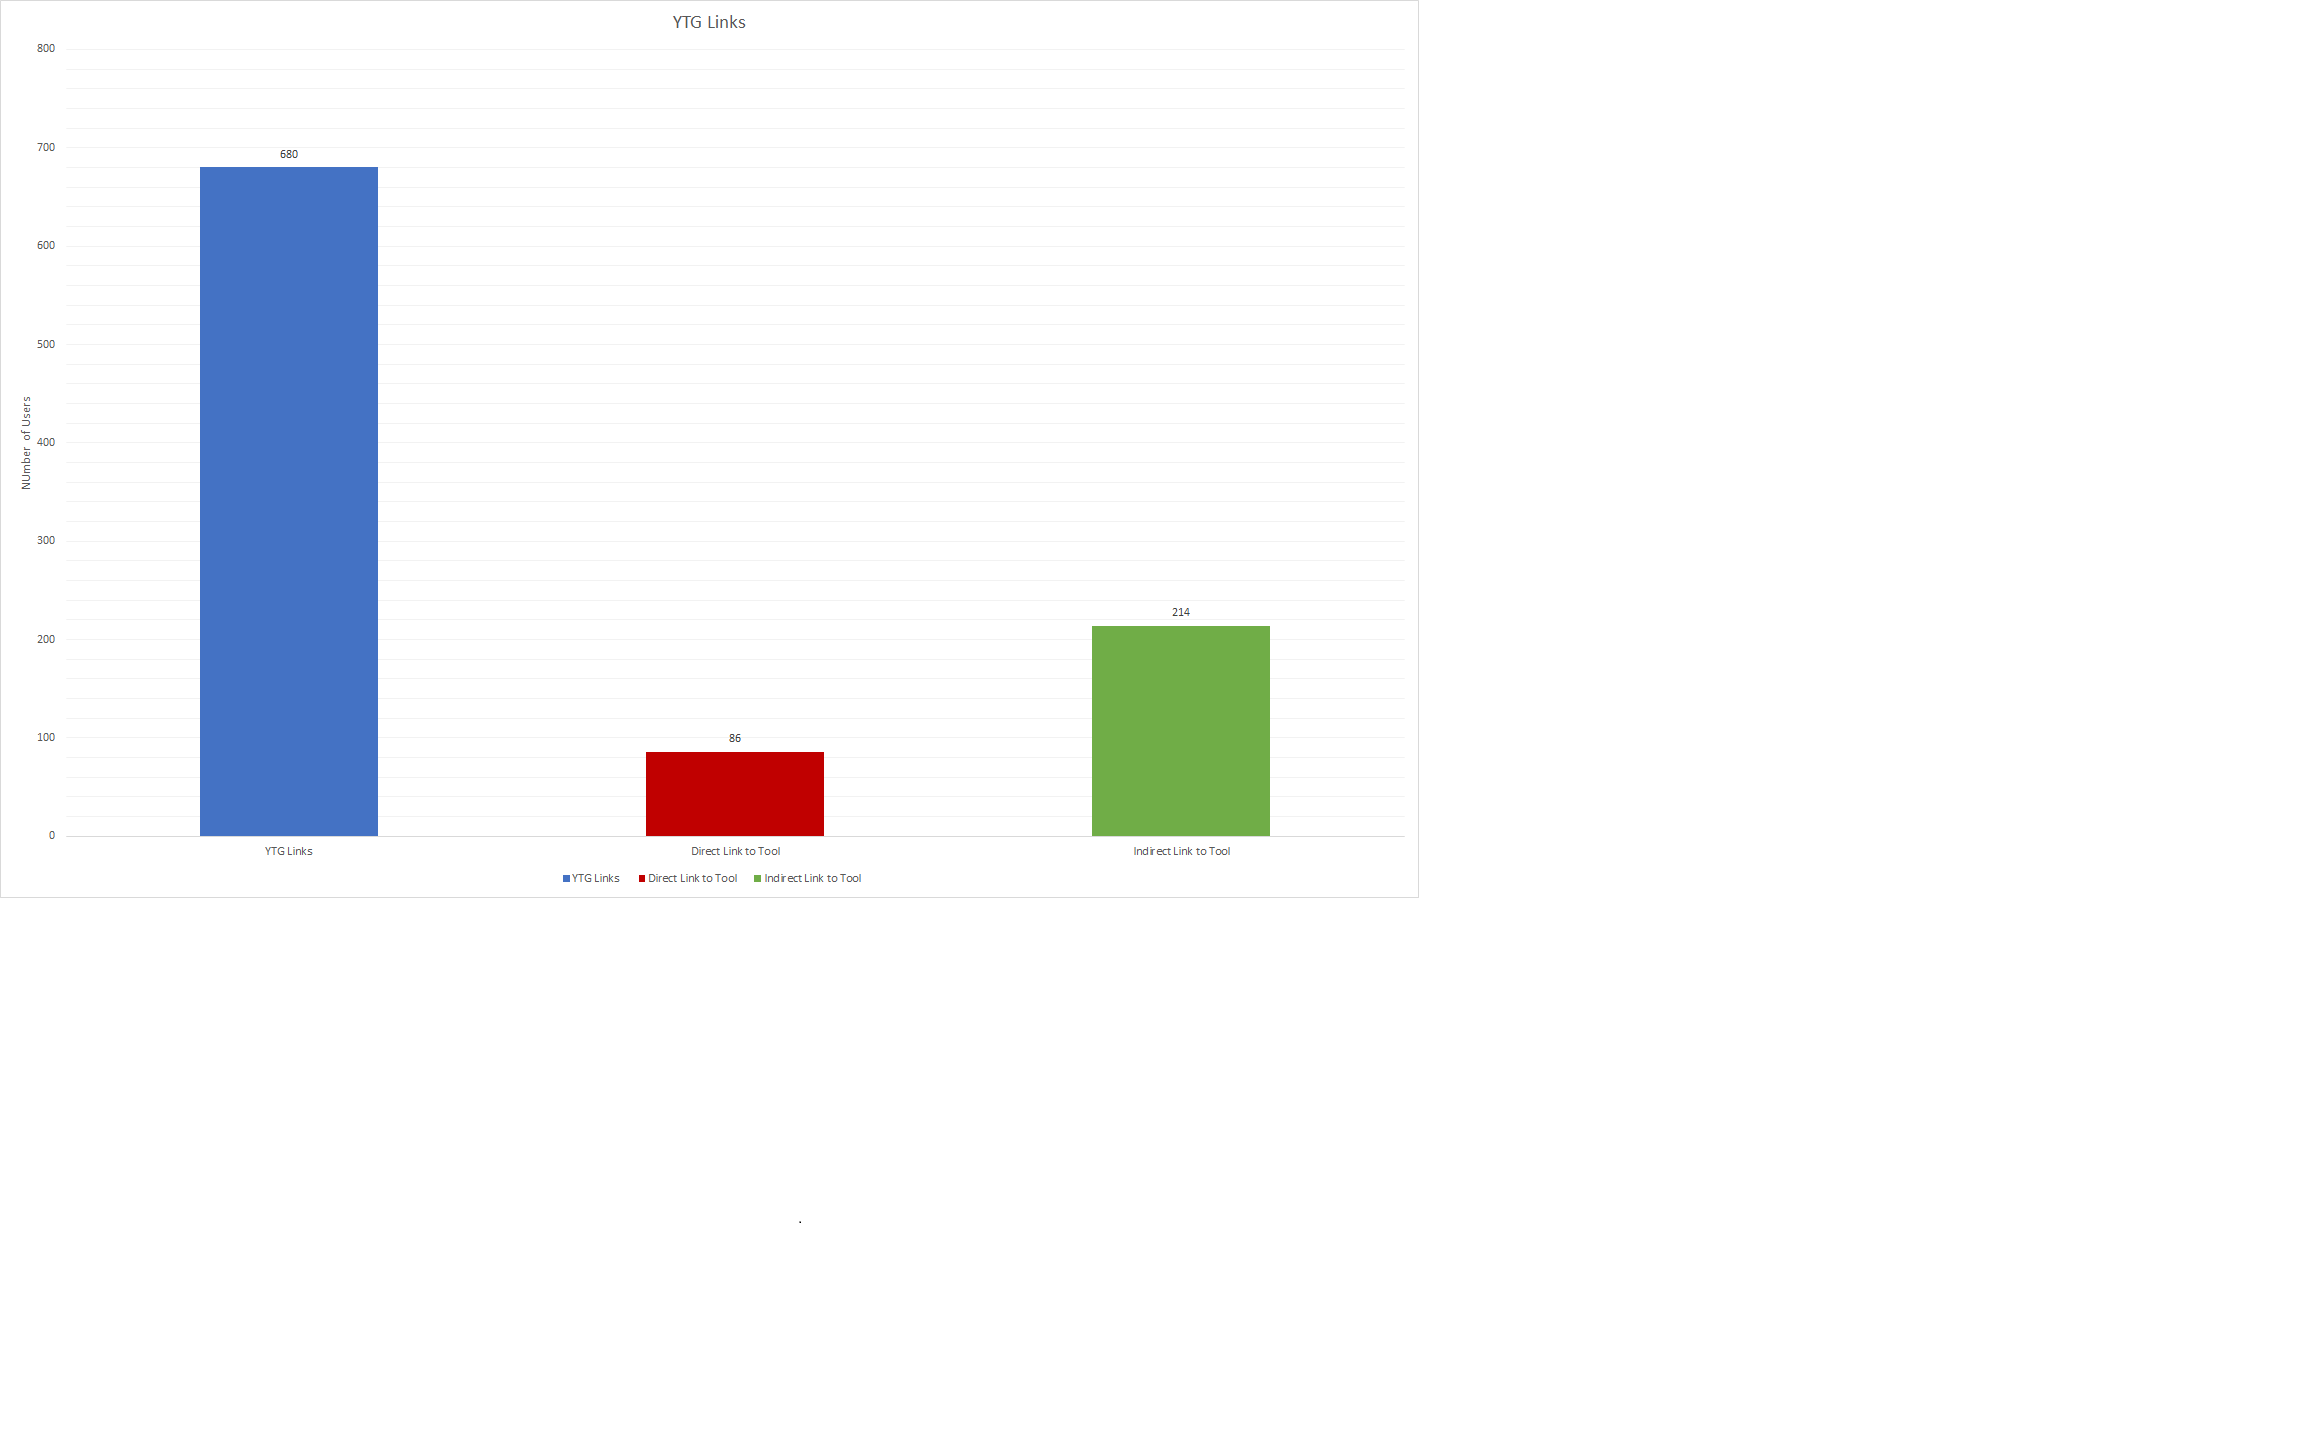 YTG Links
800
700
600
500
400
300
200
100
0
NUmber of Users
680
86
214
YTG Links
Direct Link to Tool
Indirect Link to Tool
YTG Links Direct Link to Tool Indirect Link to Tool
.